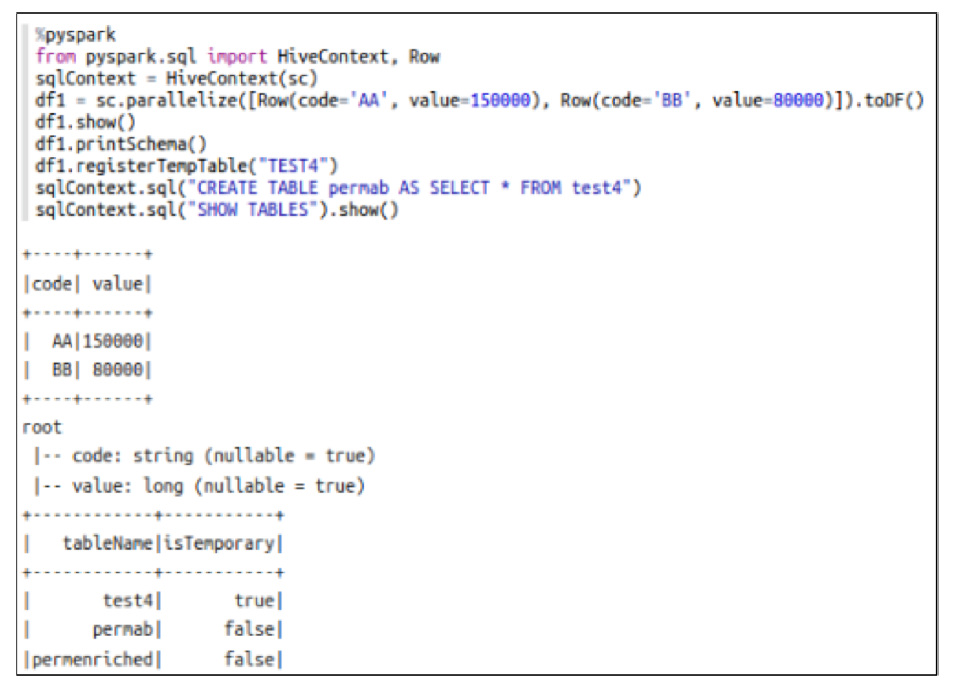 %pyspark
from pyspark.sql import HiveContext, Row
sqlContext = HiveContext(sc)
df1 = sc.parallelize([Row(code='AA', value=150000), Row(code='BB', value=80000)]).toDF()
df1.show()
df1.printSchema()
df1.registerTempTable("TEST4")
sqlContext.sql("CREATE TABLE permab AS SELECT * FROM test4")
sqlContext.sql("SHOW TABLES").show()
+----+------+
|code| value|
+----+------+
|  AA|150000|
|  BB| 80000|
+----+------+
root
 |-- code: string (nullable = true)
 |-- value: long (nullable = true)
+------------+-----------+
|   tableName|isTemporary|
+------------+-----------+
|       test4|       true|
|      permab|      false|
|permenriched|      false|